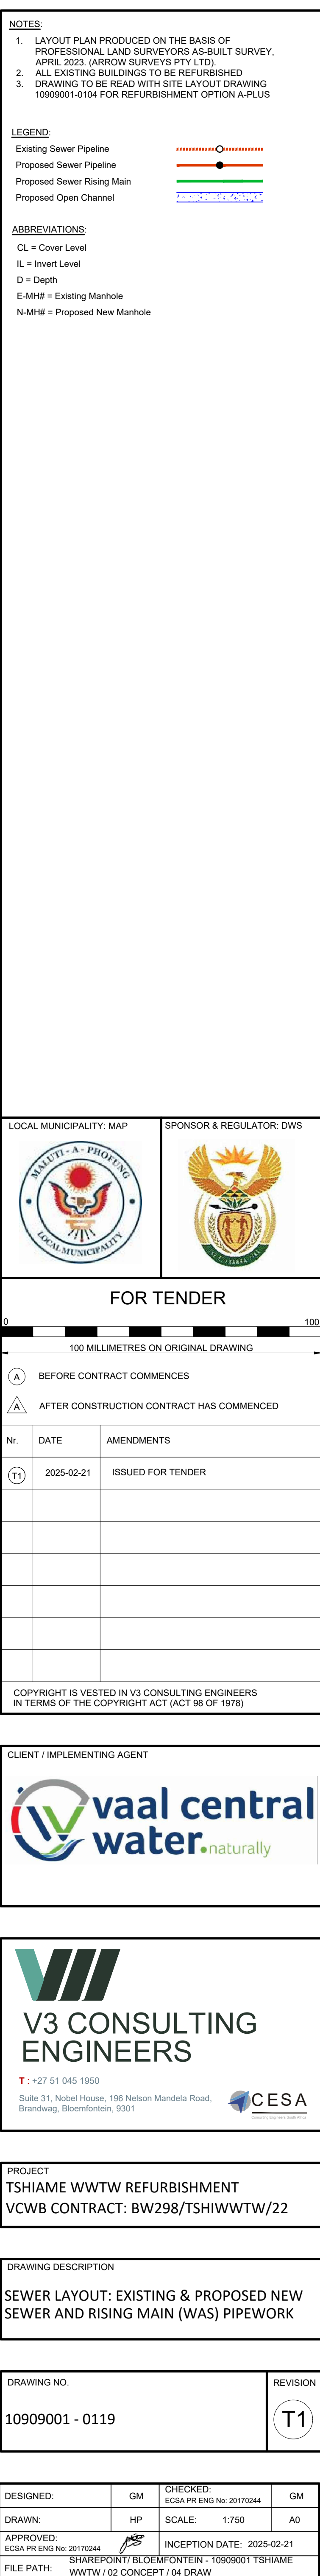 NOTES:
1. LAYOUT PLAN PRODUCED ON THE BASIS OF
PROFESSIONAL LAND SURVEYORS AS-BUILT SURVEY,
APRIL 2023. (ARROW SURVEYS PTY LTD).
2. ALL EXISTING BUILDINGS TO BE REFURBISHED
3. DRAWING TO BE READ WITH SITE LAYOUT DRAWING
10909001-0104 FOR REFURBISHMENT OPTION A-PLUS
LEGEND:
Existing Sewer Pipeline
Proposed Sewer Pipeline
Proposed Sewer Rising Main
Proposed Open Channel
ABBREVIATIONS:
CL = Cover Level
IL = Invert Level
D = Depth
E-MH# = Existing Manhole
N-MH# = Proposed New Manhole
LOCAL MUNICIPALITY: MAP
SPONSOR & REGULATOR: DWS
MALUTI - A - PHOFUNG
LOCAL MUNICIPALITY
FOR TENDER
0 100
100 MILLIMETRES ON ORIGINAL DRAWING
A BEFORE CONTRACT COMMENCES
A AFTER CONSTRUCTION CONTRACT HAS COMMENCED
Nr. DATE AMENDMENTS
T1 2025-02-21 ISSUED FOR TENDER
COPYRIGHT IS VESTED IN V3 CONSULTING ENGINEERS
IN TERMS OF THE COPYRIGHT ACT (ACT 98 OF 1978)
CLIENT / IMPLEMENTING AGENT
vaal central
water.naturally
V3 CONSULTING
ENGINEERS
T : +27 51 045 1950
Suite 31, Nobel House, 196 Nelson Mandela Road,
Brandwag, Bloemfontein, 9301
CESA
Consulting Engineers South Africa
PROJECT
TSHIAME WWTW REFURBISHMENT
VCWB CONTRACT: BW298/TSHIWWTW/22
DRAWING DESCRIPTION
SEWER LAYOUT: EXISTING & PROPOSED NEW
SEWER AND RISING MAIN (WAS) PIPEWORK
DRAWING NO.
REVISION
10909001 - 0119
T1
DESIGNED: GM
CHECKED:
ECSA PR ENG No: 20170244
GM
DRAWN: HP
SCALE: 1:750 A0
APPROVED:
ECSA PR ENG No: 20170244
INCEPTION DATE: 2025-02-21
FILE PATH: SHAREPOINT/ BLOEMFONTEIN - 10909001 TSHIAME
WWTW / 02 CONCEPT / 04 DRAW